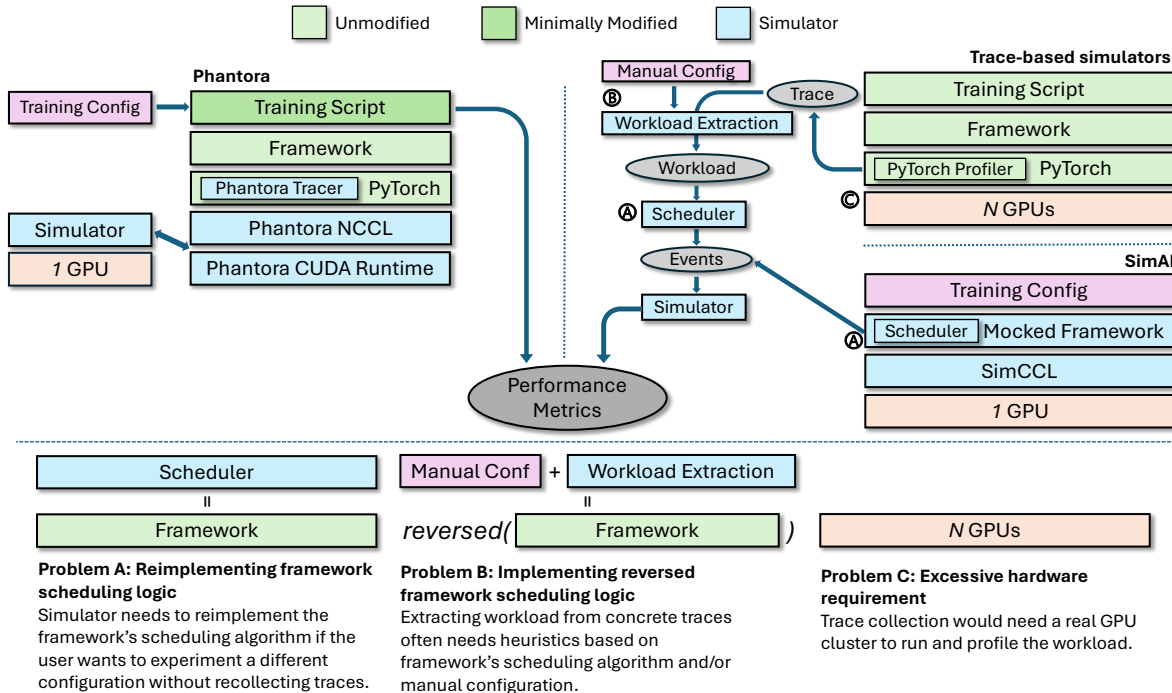 Unmodified
Minimally Modified
Simulator
Phantora
Training Config
Training Script
Framework
Phantora Tracer
PyTorch
Phantora NCCL
Simulator
1 GPU
Phantora CUDA Runtime
Manual Config
B
Workload Extraction
Trace
Workload
A
Scheduler
Events
Simulator
Performance
Metrics
Trace-based simulators
Training Script
Framework
PyTorch Profiler
PyTorch
C
N GPUs
SimAI
Training Config
Scheduler
Mocked Framework
A
SimCCL
1 GPU
Scheduler
=
Framework
Problem A: Reimplementing framework
scheduling logic
Simulator needs to reimplement the
framework's scheduling algorithm if the
user wants to experiment a different
configuration without recollecting traces.
Manual Conf + Workload Extraction
=
reversed( Framework )
Problem B: Implementing reversed
framework scheduling logic
Extracting workload from concrete traces
often needs heuristics based on
framework's scheduling algorithm and/or
manual configuration.
N GPUs
Problem C: Excessive hardware
requirement
Trace collection would need a real GPU
cluster to run and profile the workload.